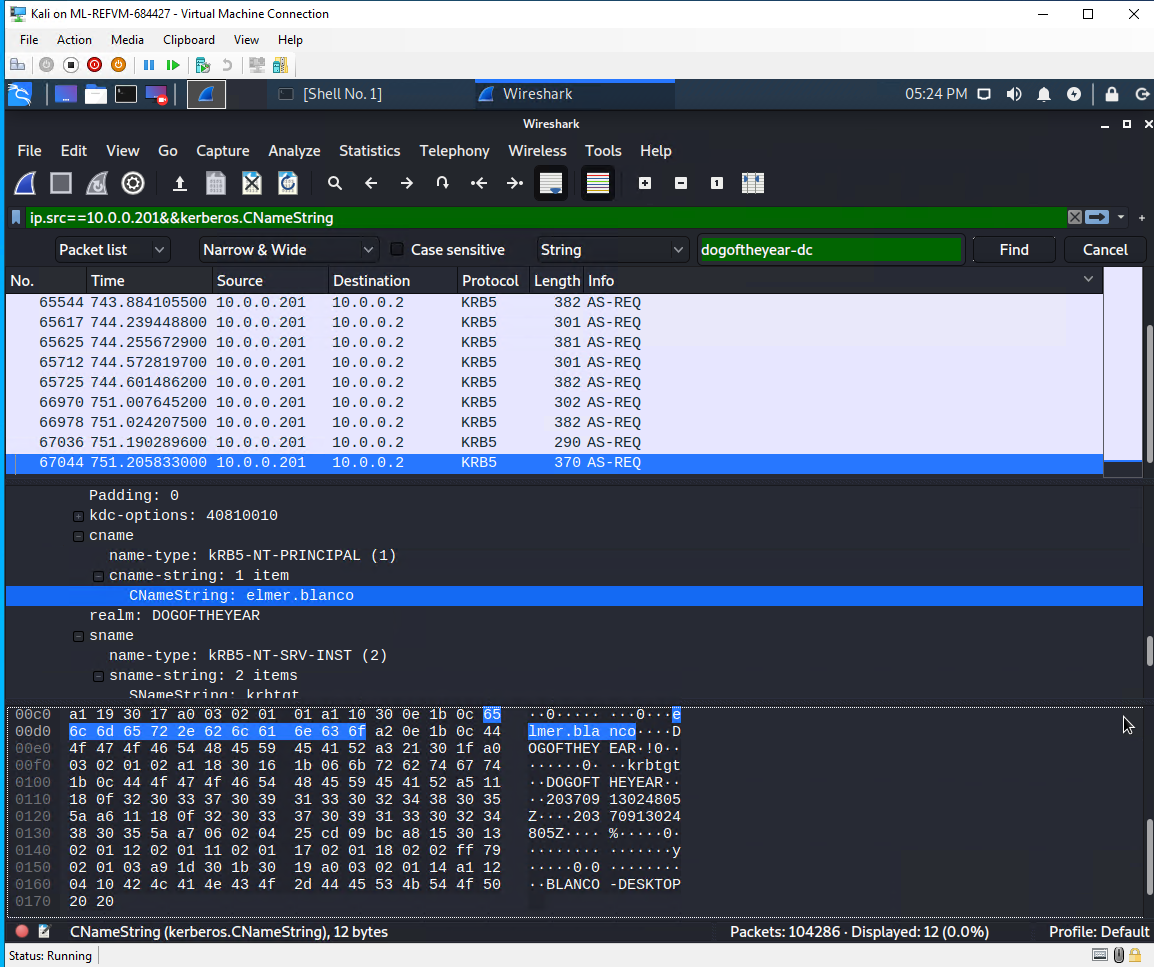 Kali on ML-REFVM-684427 - Virtual Machine Connection
File Action Media Clipboard View Help
[Shell No. 1] Wireshark 05:24 PM
Wireshark
File Edit View Go Capture Analyze Statistics Telephony Wireless Tools Help
ip.src==10.0.0.201&&kerberos.CNameString
Packet list Narrow & Wide Case sensitive String dogoftheyear-dc Find Cancel
No. Time Source Destination Protocol Length Info
65544 743.884105500 10.0.0.201 10.0.0.2 KRB5 382 AS-REQ
65617 744.239448800 10.0.0.201 10.0.0.2 KRB5 301 AS-REQ
65625 744.255672900 10.0.0.201 10.0.0.2 KRB5 381 AS-REQ
65712 744.572819700 10.0.0.201 10.0.0.2 KRB5 301 AS-REQ
65725 744.601486200 10.0.0.201 10.0.0.2 KRB5 382 AS-REQ
66970 751.007645200 10.0.0.201 10.0.0.2 KRB5 302 AS-REQ
66978 751.024207500 10.0.0.201 10.0.0.2 KRB5 382 AS-REQ
67036 751.190289600 10.0.0.201 10.0.0.2 KRB5 290 AS-REQ
67044 751.205833000 10.0.0.201 10.0.0.2 KRB5 370 AS-REQ
Padding: 0
kdc-options: 40810010
cname
name-type: kRB5-NT-PRINCIPAL (1)
cname-string: 1 item
CNameString: elmer.blanco
realm: DOGOFTHEYEAR
sname
name-type: kRB5-NT-SRV-INST (2)
sname-string: 2 items
SNameString: krbtgt
00c0 a1 19 30 17 a0 03 02 01 01 a1 10 30 0e 1b 0c 65 ··0····· ···0···e
00d0 6c 6d 65 72 2e 62 6c 61 6e 63 6f a2 0e 1b 0c 44 lmer.bla nco····D
00e0 4f 47 4f 46 54 48 45 59 45 41 52 a3 21 30 1f a0 OGOFTHEY EAR·!0··
00f0 03 02 01 02 a1 18 30 16 1b 06 6b 72 62 74 67 74 ······0· ··krbtgt
0100 1b 0c 44 4f 47 4f 46 54 48 45 59 45 41 52 a5 11 ··DOGOFT HEYEAR··
0110 18 0f 32 30 33 37 30 39 31 33 30 32 34 38 30 35 ··203709 13024805
0120 5a a6 11 18 0f 32 30 33 37 30 39 31 33 30 32 34 Z····203 70913024
0130 38 30 35 5a a7 06 02 04 25 cd 09 bc a8 15 30 13 805Z···· %·····0·
0140 02 01 12 02 01 11 02 01 17 02 01 18 02 02 ff 79 ········ ·······y
0150 02 01 03 a9 1d 30 1b 30 19 a0 03 02 01 14 a1 12 ·····0·0 ········
0160 04 10 42 4c 41 4e 43 4f 2d 44 45 53 4b 54 4f 50 ··BLANCO -DESKTOP
0170 20 20
CNameString (kerberos.CNameString), 12 bytes Packets: 104286 · Displayed: 12 (0.0%) Profile: Default
Status: Running